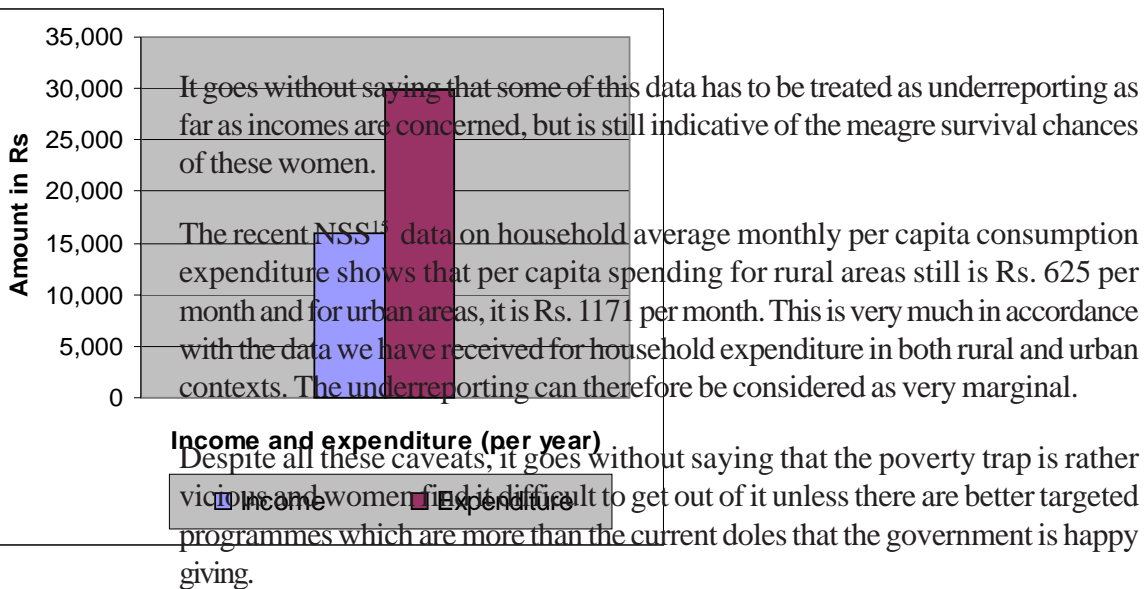 35,000
30,000
25,000
20,000
15,000
10,000
5,000
0
Amount in Rs
Income and expenditure (per year)
Income Expenditure
It goes without saying that some of this data has to be treated as underreporting as
far as incomes are concerned, but is still indicative of the meagre survival chances
of these women.
The recent NSS15 data on household average monthly per capita consumption
expenditure shows that per capita spending for rural areas still is Rs. 625 per
month and for urban areas, it is Rs. 1171 per month. This is very much in accordance
with the data we have received for household expenditure in both rural and urban
contexts. The underreporting can therefore be considered as very marginal.
Despite all these caveats, it goes without saying that the poverty trap is rather
vicious and women find it difficult to get out of it unless there are better targeted
programmes which are more than the current doles that the government is happy
giving.